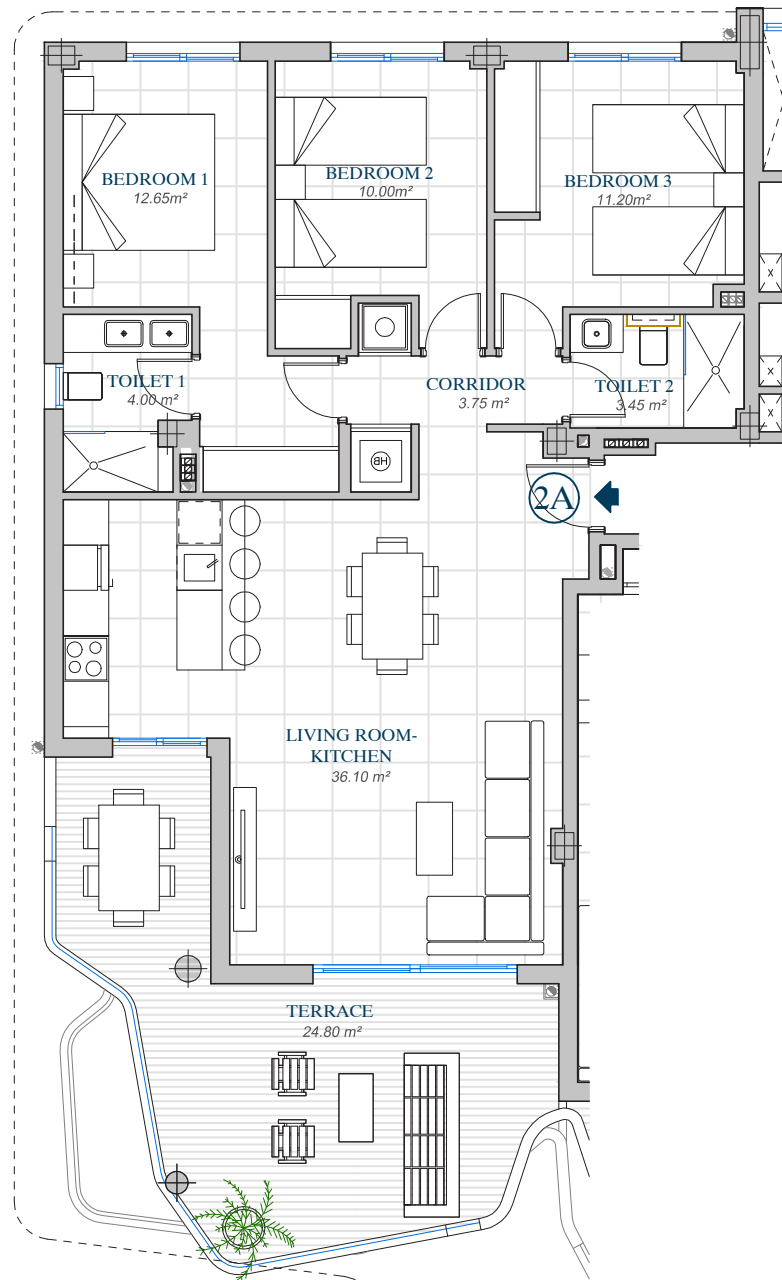 BEDROOM 1
12.65m²
BEDROOM 2
10.00m²
BEDROOM 3
11.20m²
TOILET 1
4.00 m²
CORRIDOR
3.75 m²
TOILET 2
3.45 m²
HB
2A
LIVING ROOM-
KITCHEN
36.10 m²
TERRACE
24.80 m²